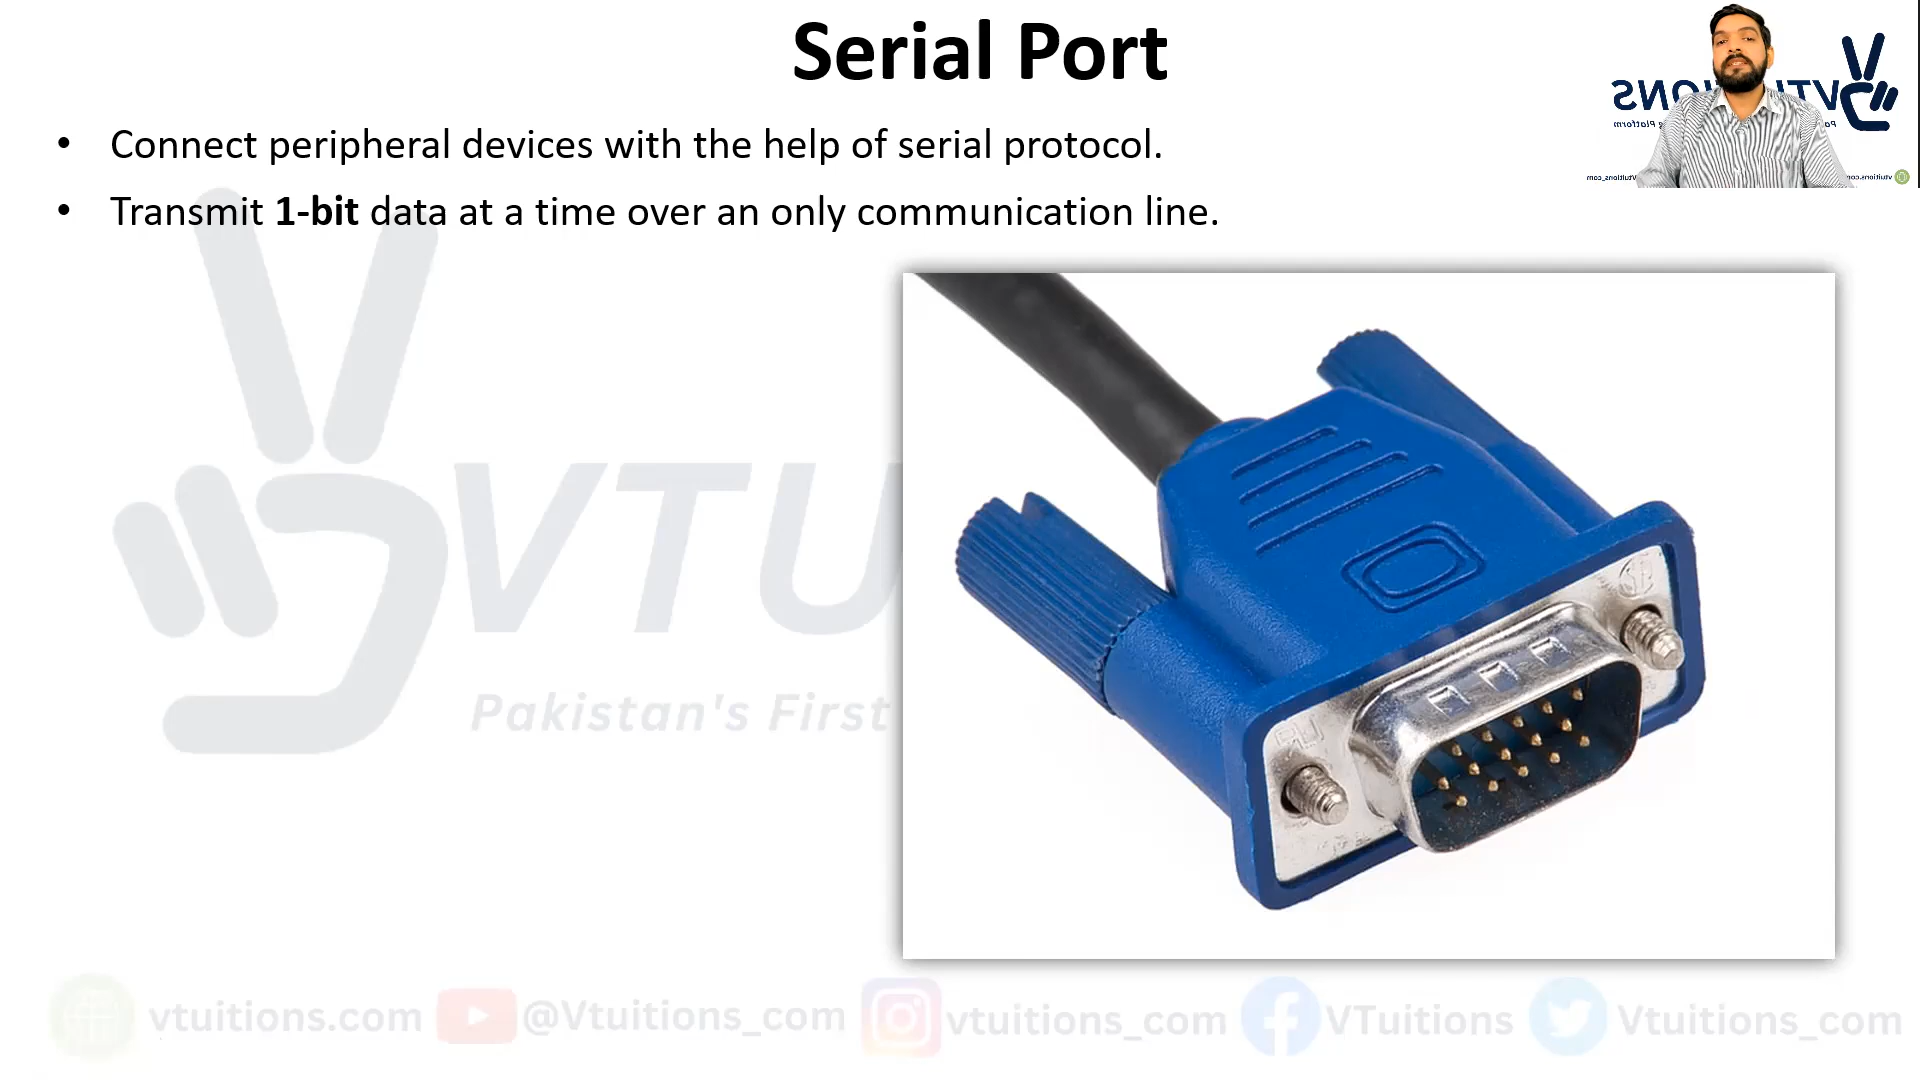 Serial Port
• Connect peripheral devices with the help of serial protocol.
• Transmit 1-bit data at a time over an only communication line.
VTU
Pakistan's First
vtuitions.com @Vtuitions_com vtuitions_com VTuitions Vtuitions_com